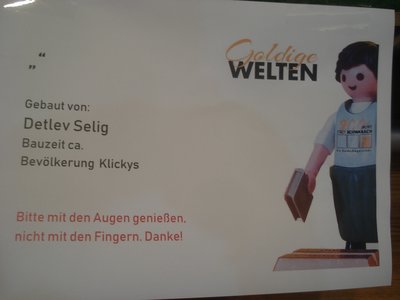 “
„
Goldige
WELTEN
Gebaut von:
Detlev Selig
Bauzeit ca.
Bevölkerung Klickys
SCHWABACH
Bitte mit den Augen genießen,
nicht mit den Fingern. Danke!